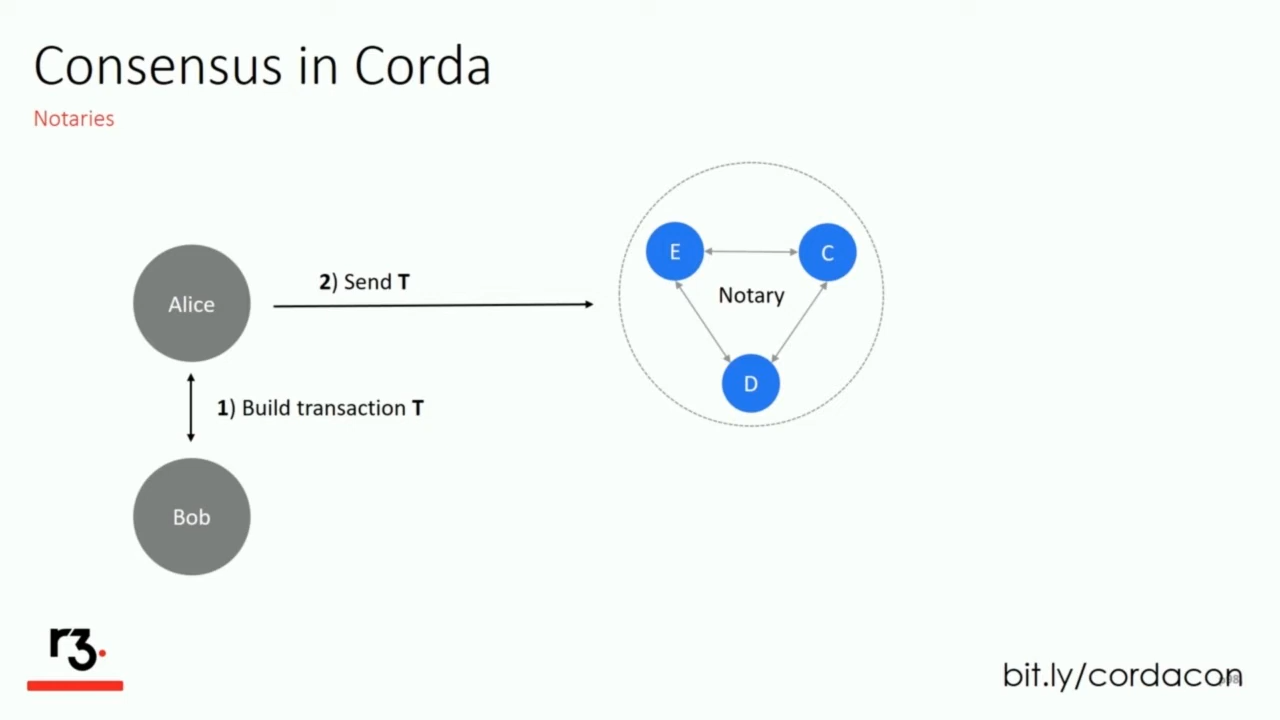 Consensus in Corda
Notaries
E
C
Notary
2) Send T
Alice
D
1) Build transaction T
Bob
r3.
bit.ly/cordacon